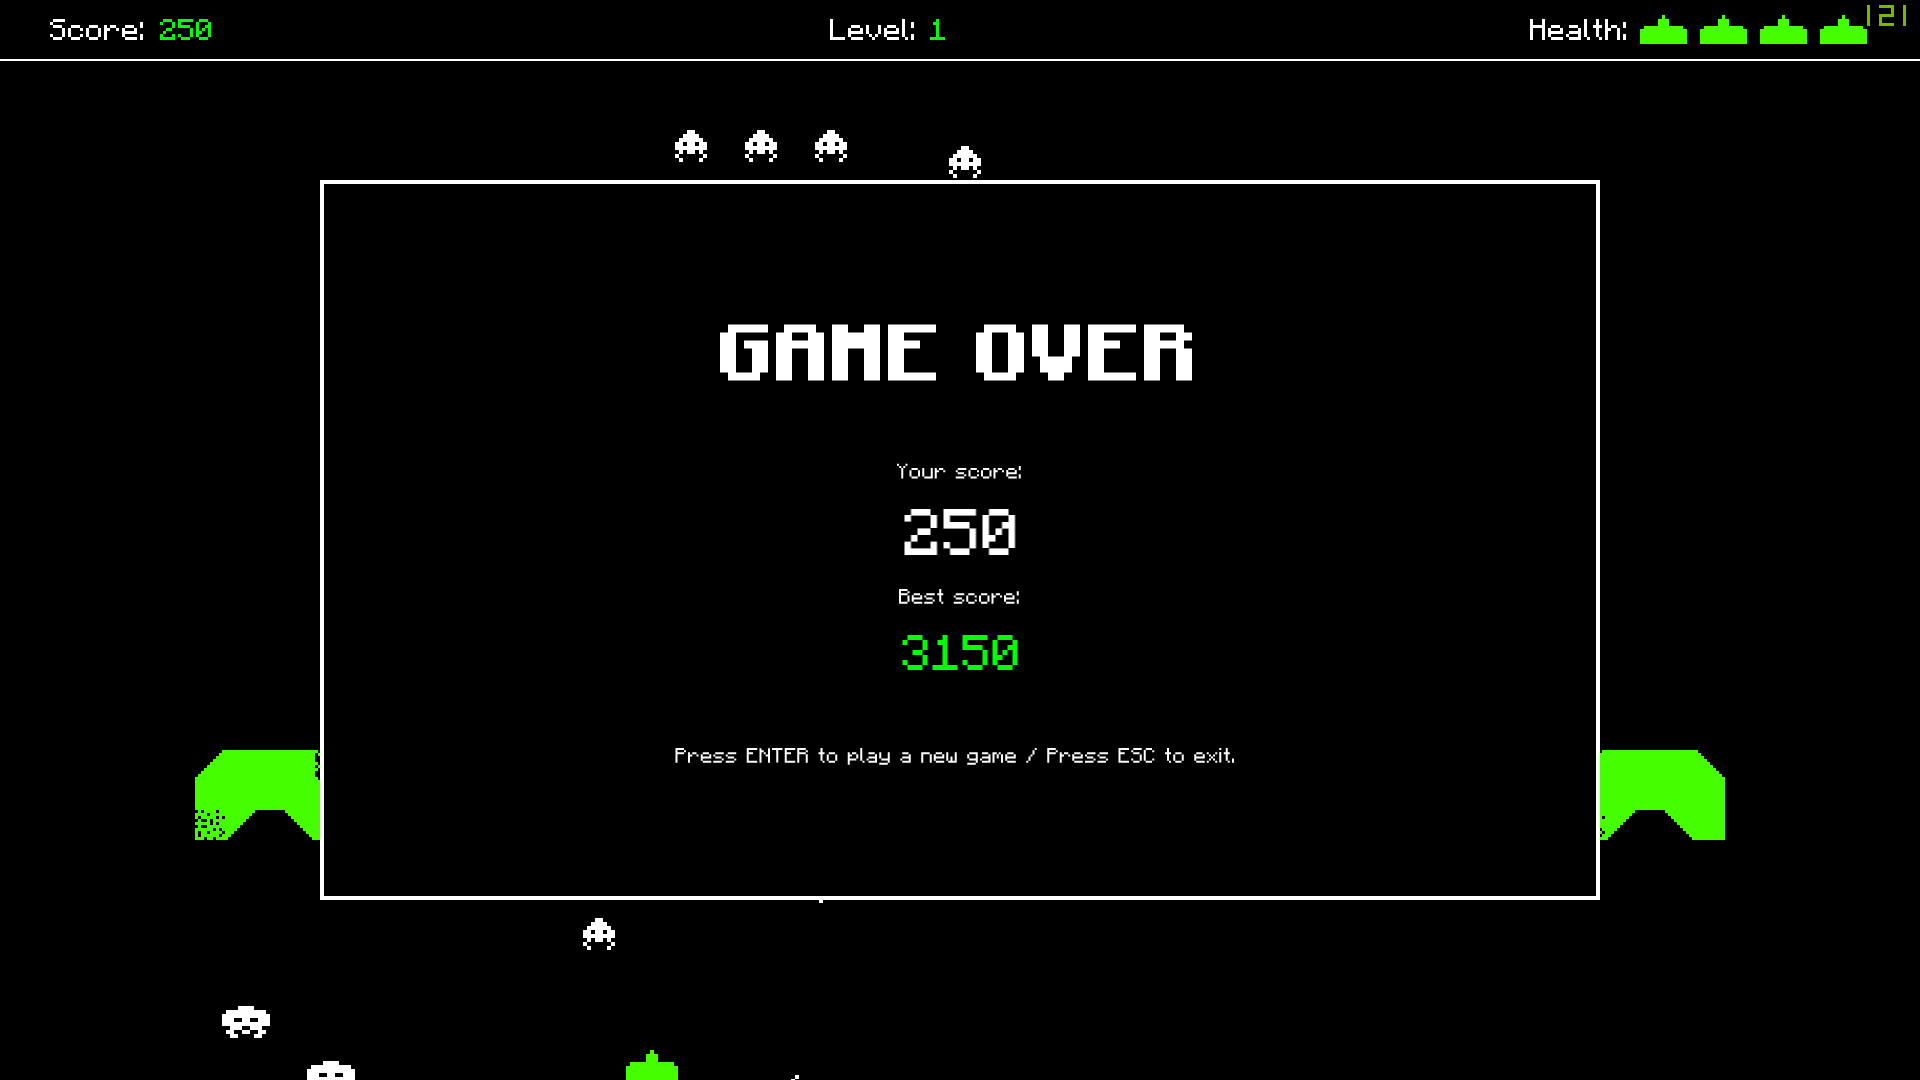 Score: 250
Level: 1
Health:
121
GAME OVER
Your score:
250
Best score:
3150
Press ENTER to play a new game / Press ESC to exit.